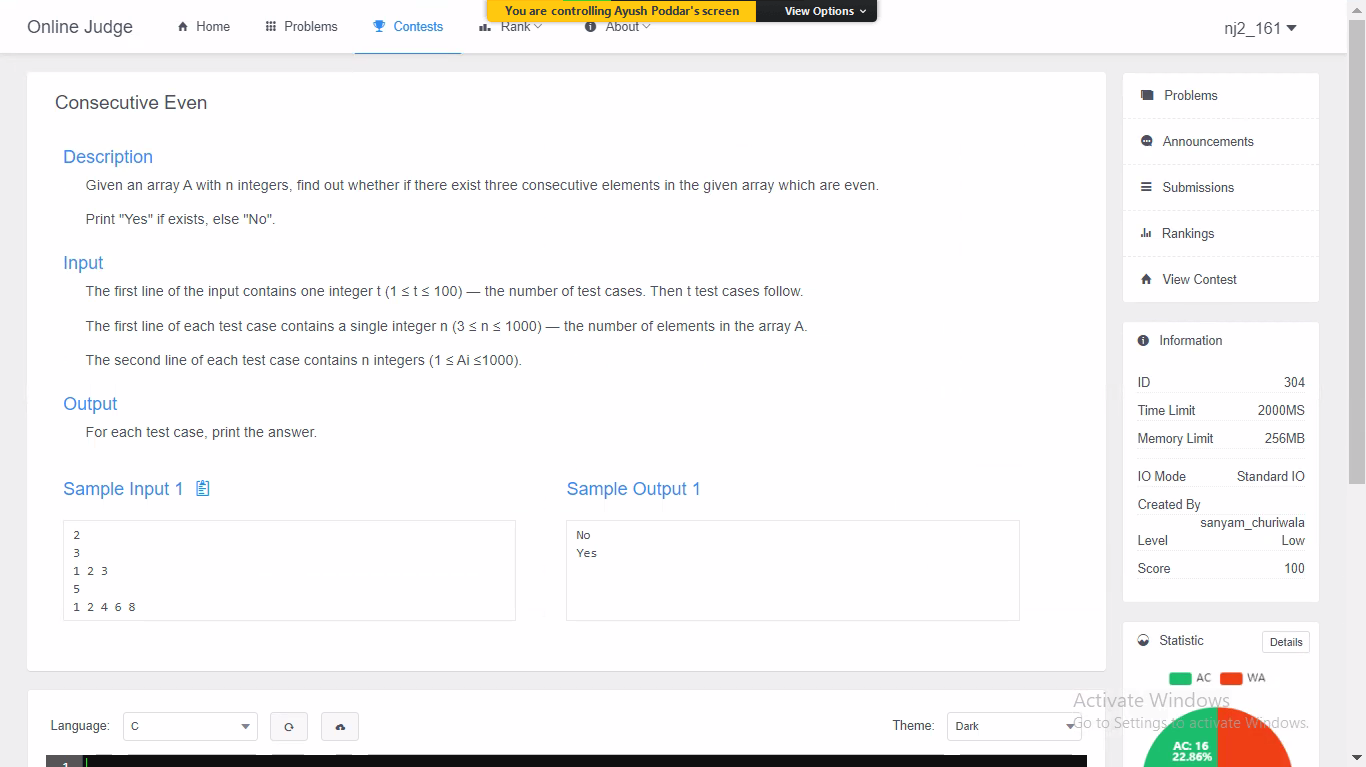 You are controlling Ayush Poddar's screen View Options
Online Judge Home Problems Contests Rank About nj2_161
Consecutive Even
Description
Given an array A with n integers, find out whether if there exist three consecutive elements in the given array which are even.
Print "Yes" if exists, else "No".
Input
The first line of the input contains one integer t (1 ≤ t ≤ 100) — the number of test cases. Then t test cases follow.
The first line of each test case contains a single integer n (3 ≤ n ≤ 1000) — the number of elements in the array A.
The second line of each test case contains n integers (1 ≤ Ai ≤1000).
Output
For each test case, print the answer.
Sample Input 1
2
3
1 2 3
5
1 2 4 6 8
Sample Output 1
No
Yes
Language: C Theme: Dark
1
Problems
Announcements
Submissions
Rankings
View Contest
Information
ID 304
Time Limit 2000MS
Memory Limit 256MB
IO Mode Standard IO
Created By
sanyam_churiwala
Level Low
Score 100
Statistic Details
AC WA
AC: 16
22.86%
Activate Windows
Go to Settings to activate Windows.